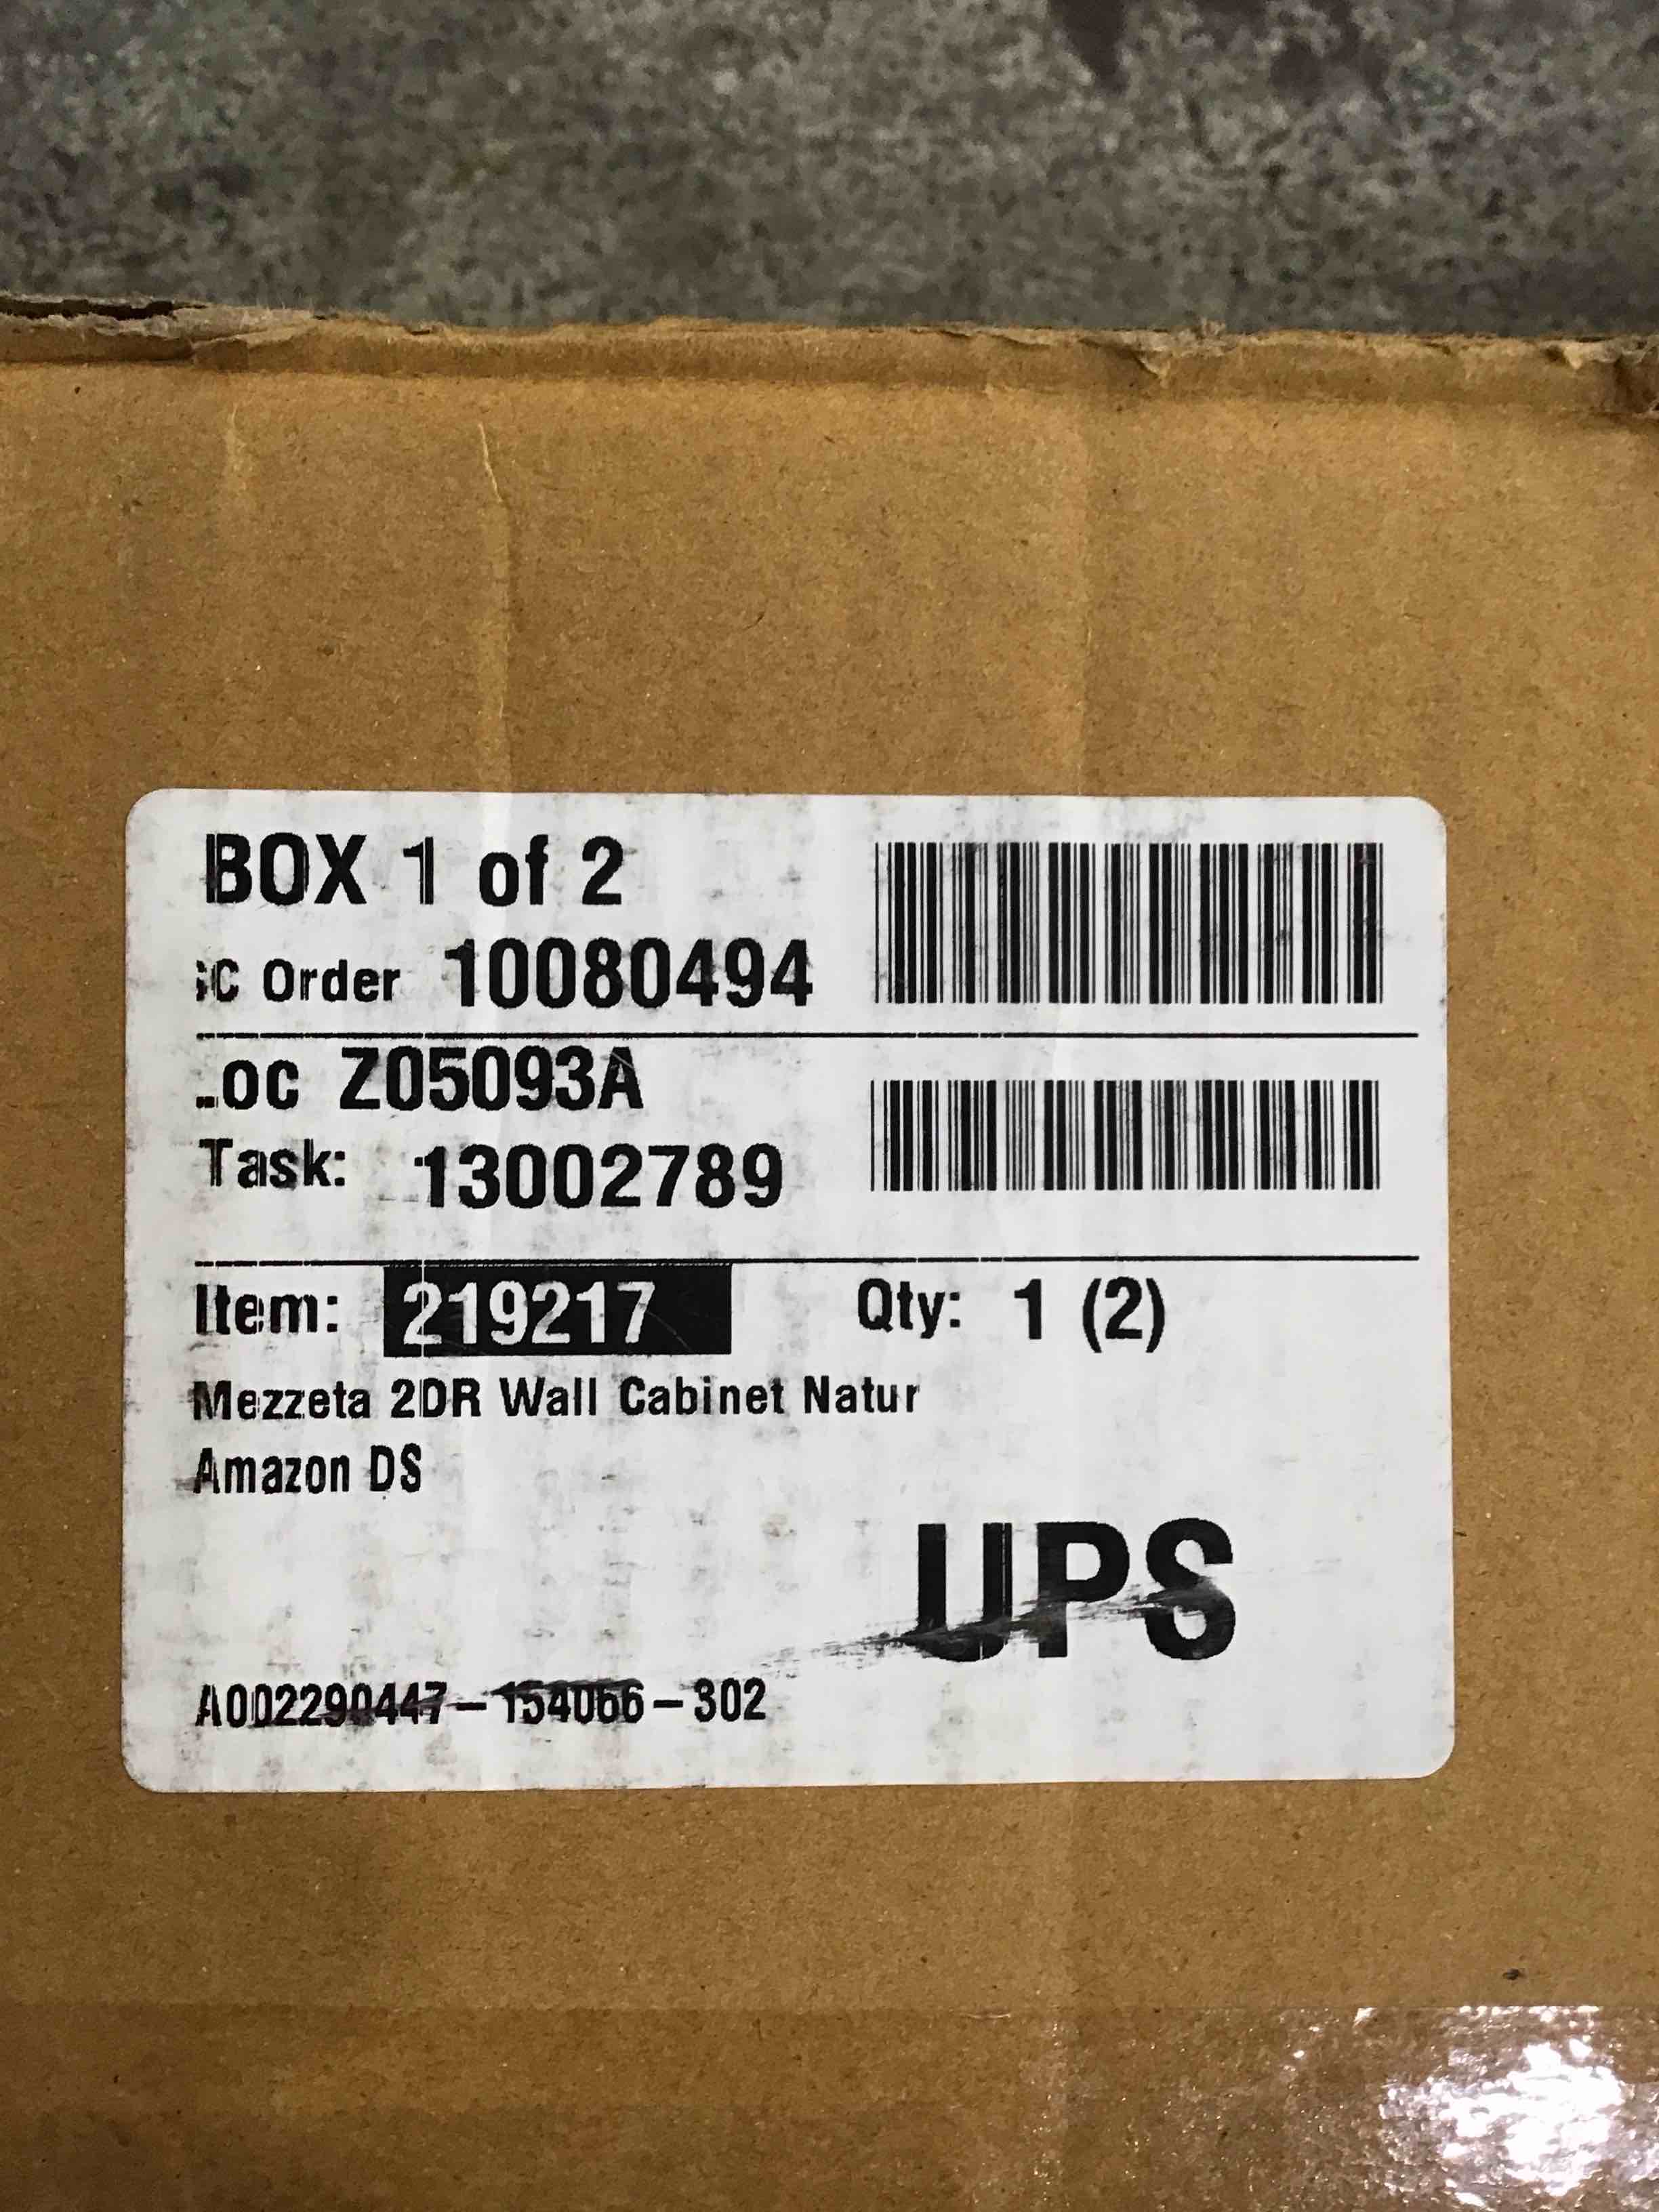 BOX 1 of 2
Order 10080494
Loc Z05093A
Task: 13002789
Item: 219217 Qty: 1 (2)
Mezzeta 2DR Wall Cabinet Natur
Amazon DS
UPS
A002290447-154066-302